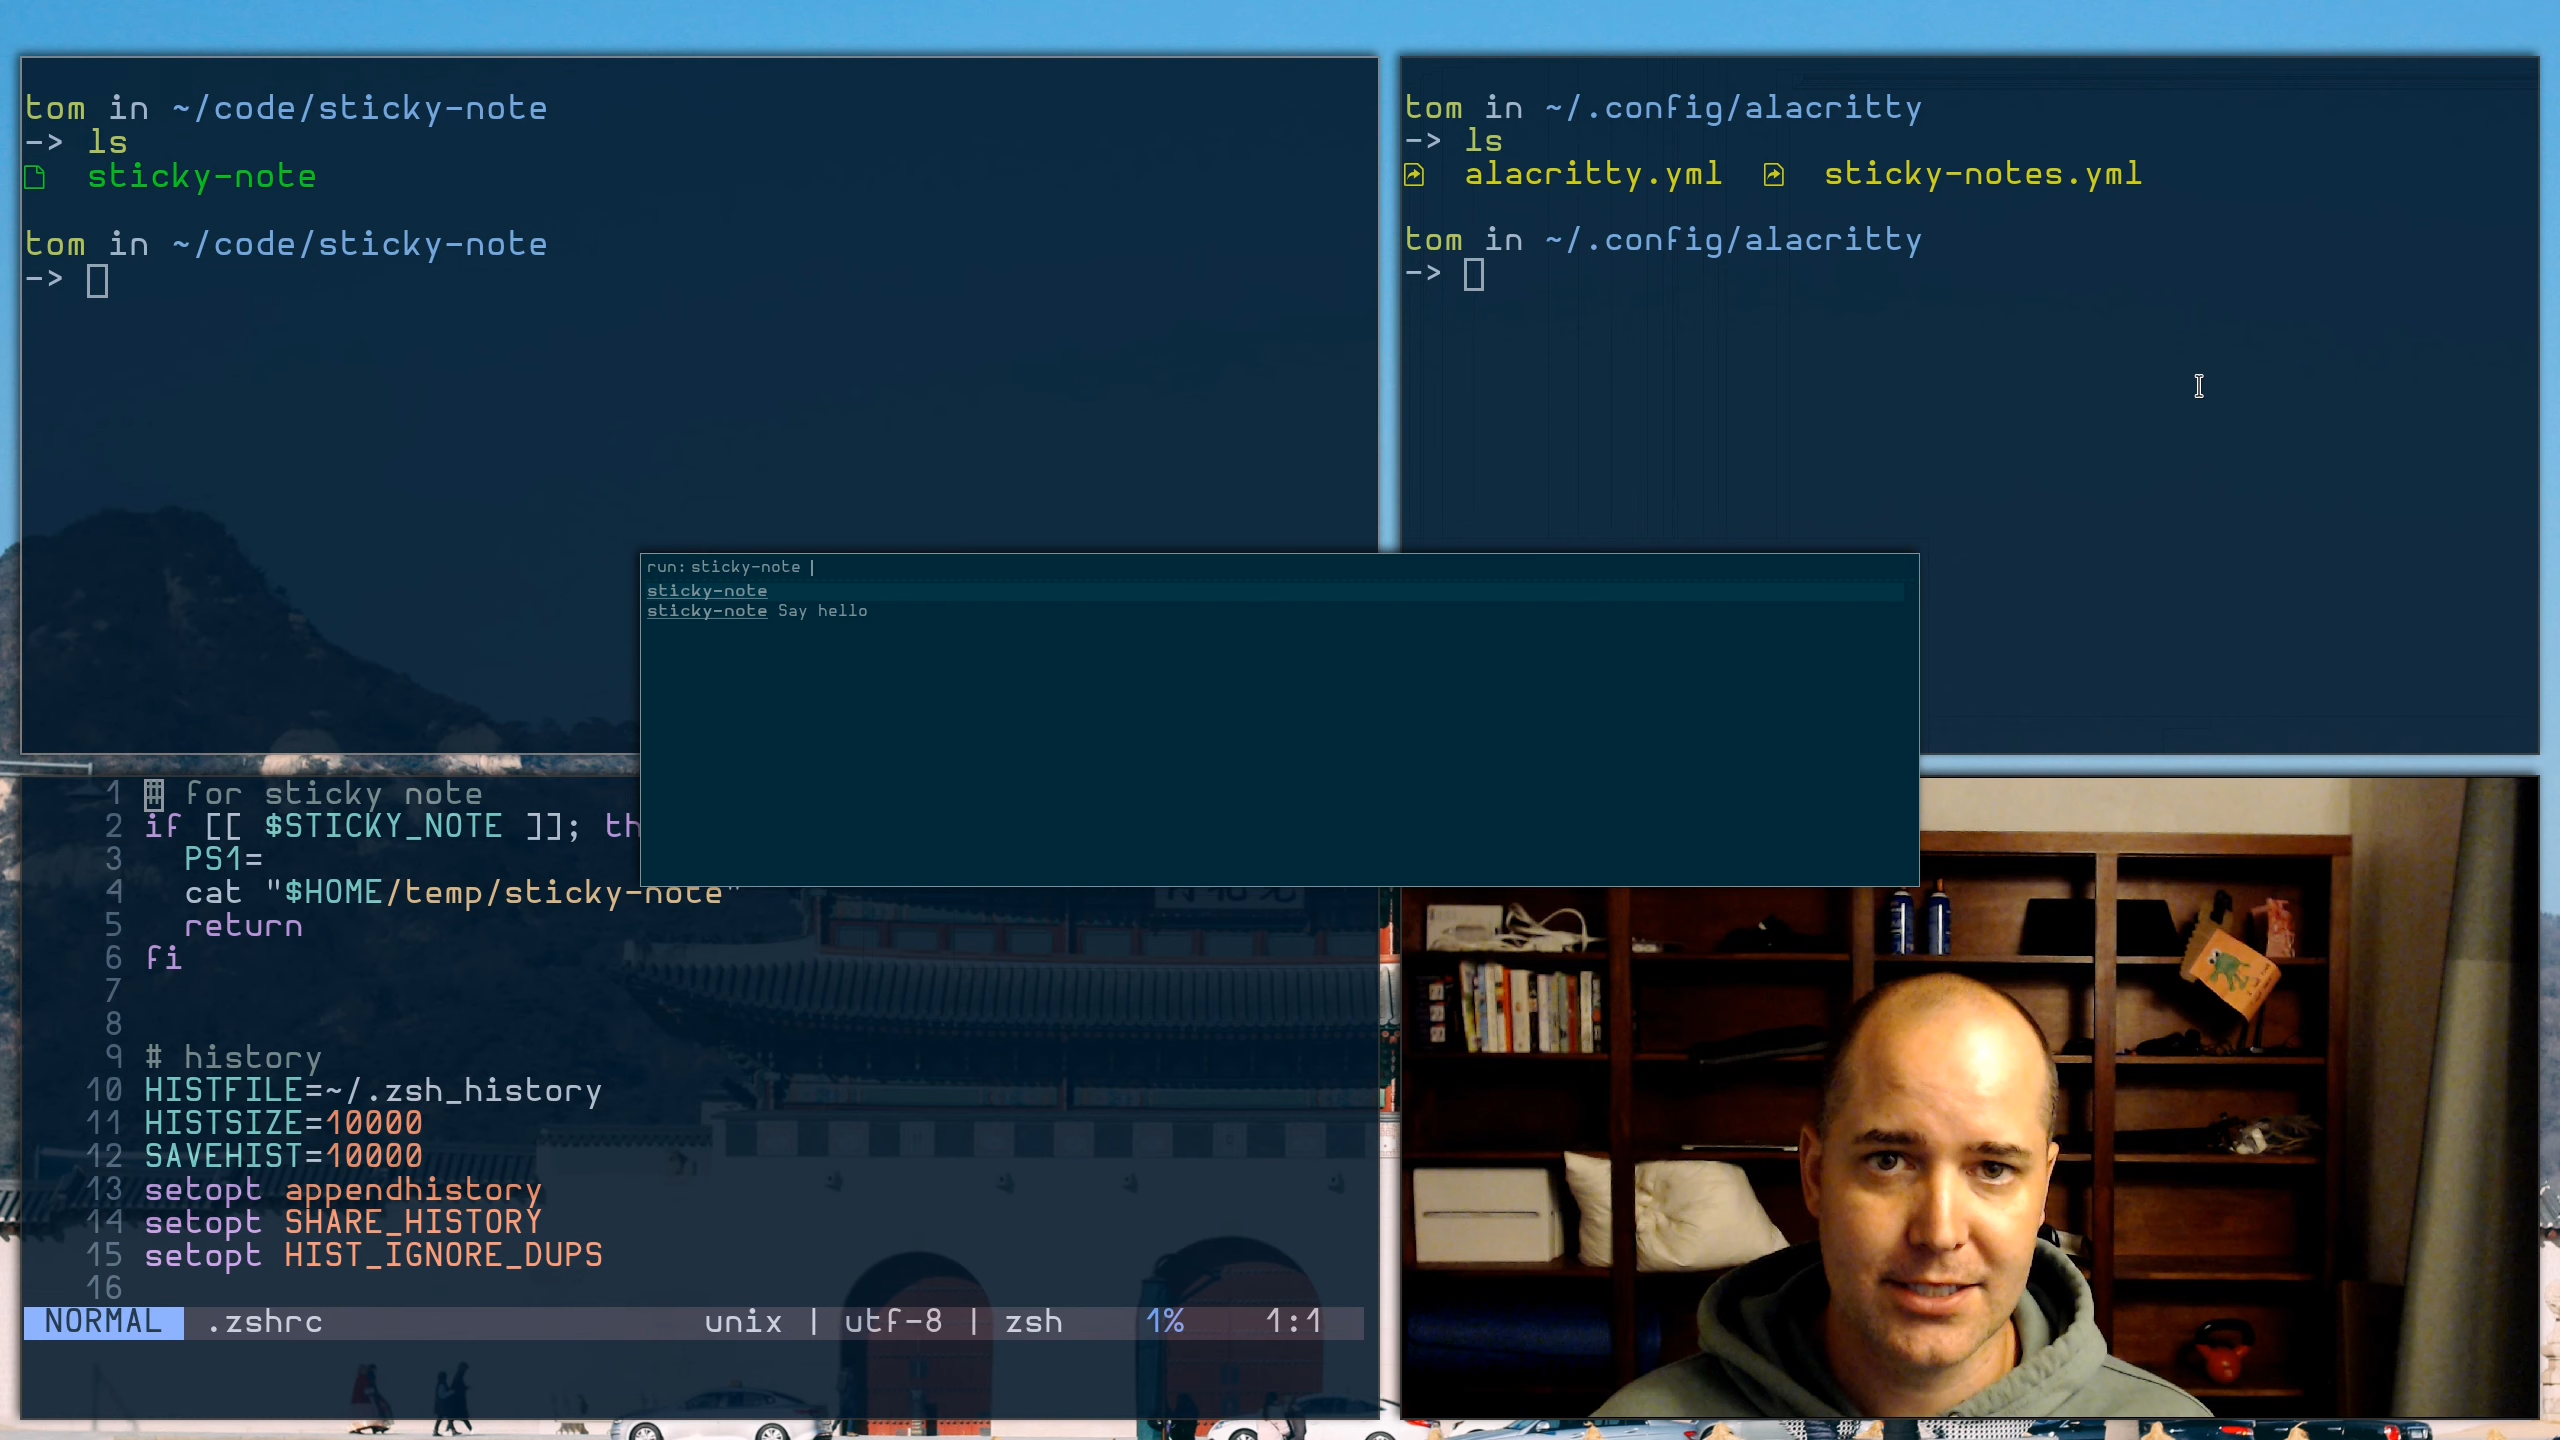 tom in ~/code/sticky-note
-> ls
sticky-note
tom in ~/code/sticky-note
->
tom in ~/.config/alacritty
-> ls
alacritty.yml sticky-notes.yml
tom in ~/.config/alacritty
->
run: sticky-note
sticky-note
sticky-note Say hello
1 # for sticky note
2 if [[ $STICKY_NOTE ]]; th
3 PS1=
4 cat "$HOME/temp/sticky-note"
5 return
6 fi
7
8
9 # history
10 HISTFILE=~/.zsh_history
11 HISTSIZE=10000
12 SAVEHIST=10000
13 setopt appendhistory
14 setopt SHARE_HISTORY
15 setopt HIST_IGNORE_DUPS
16
NORMAL .zshrc unix | utf-8 | zsh 1% 1:1